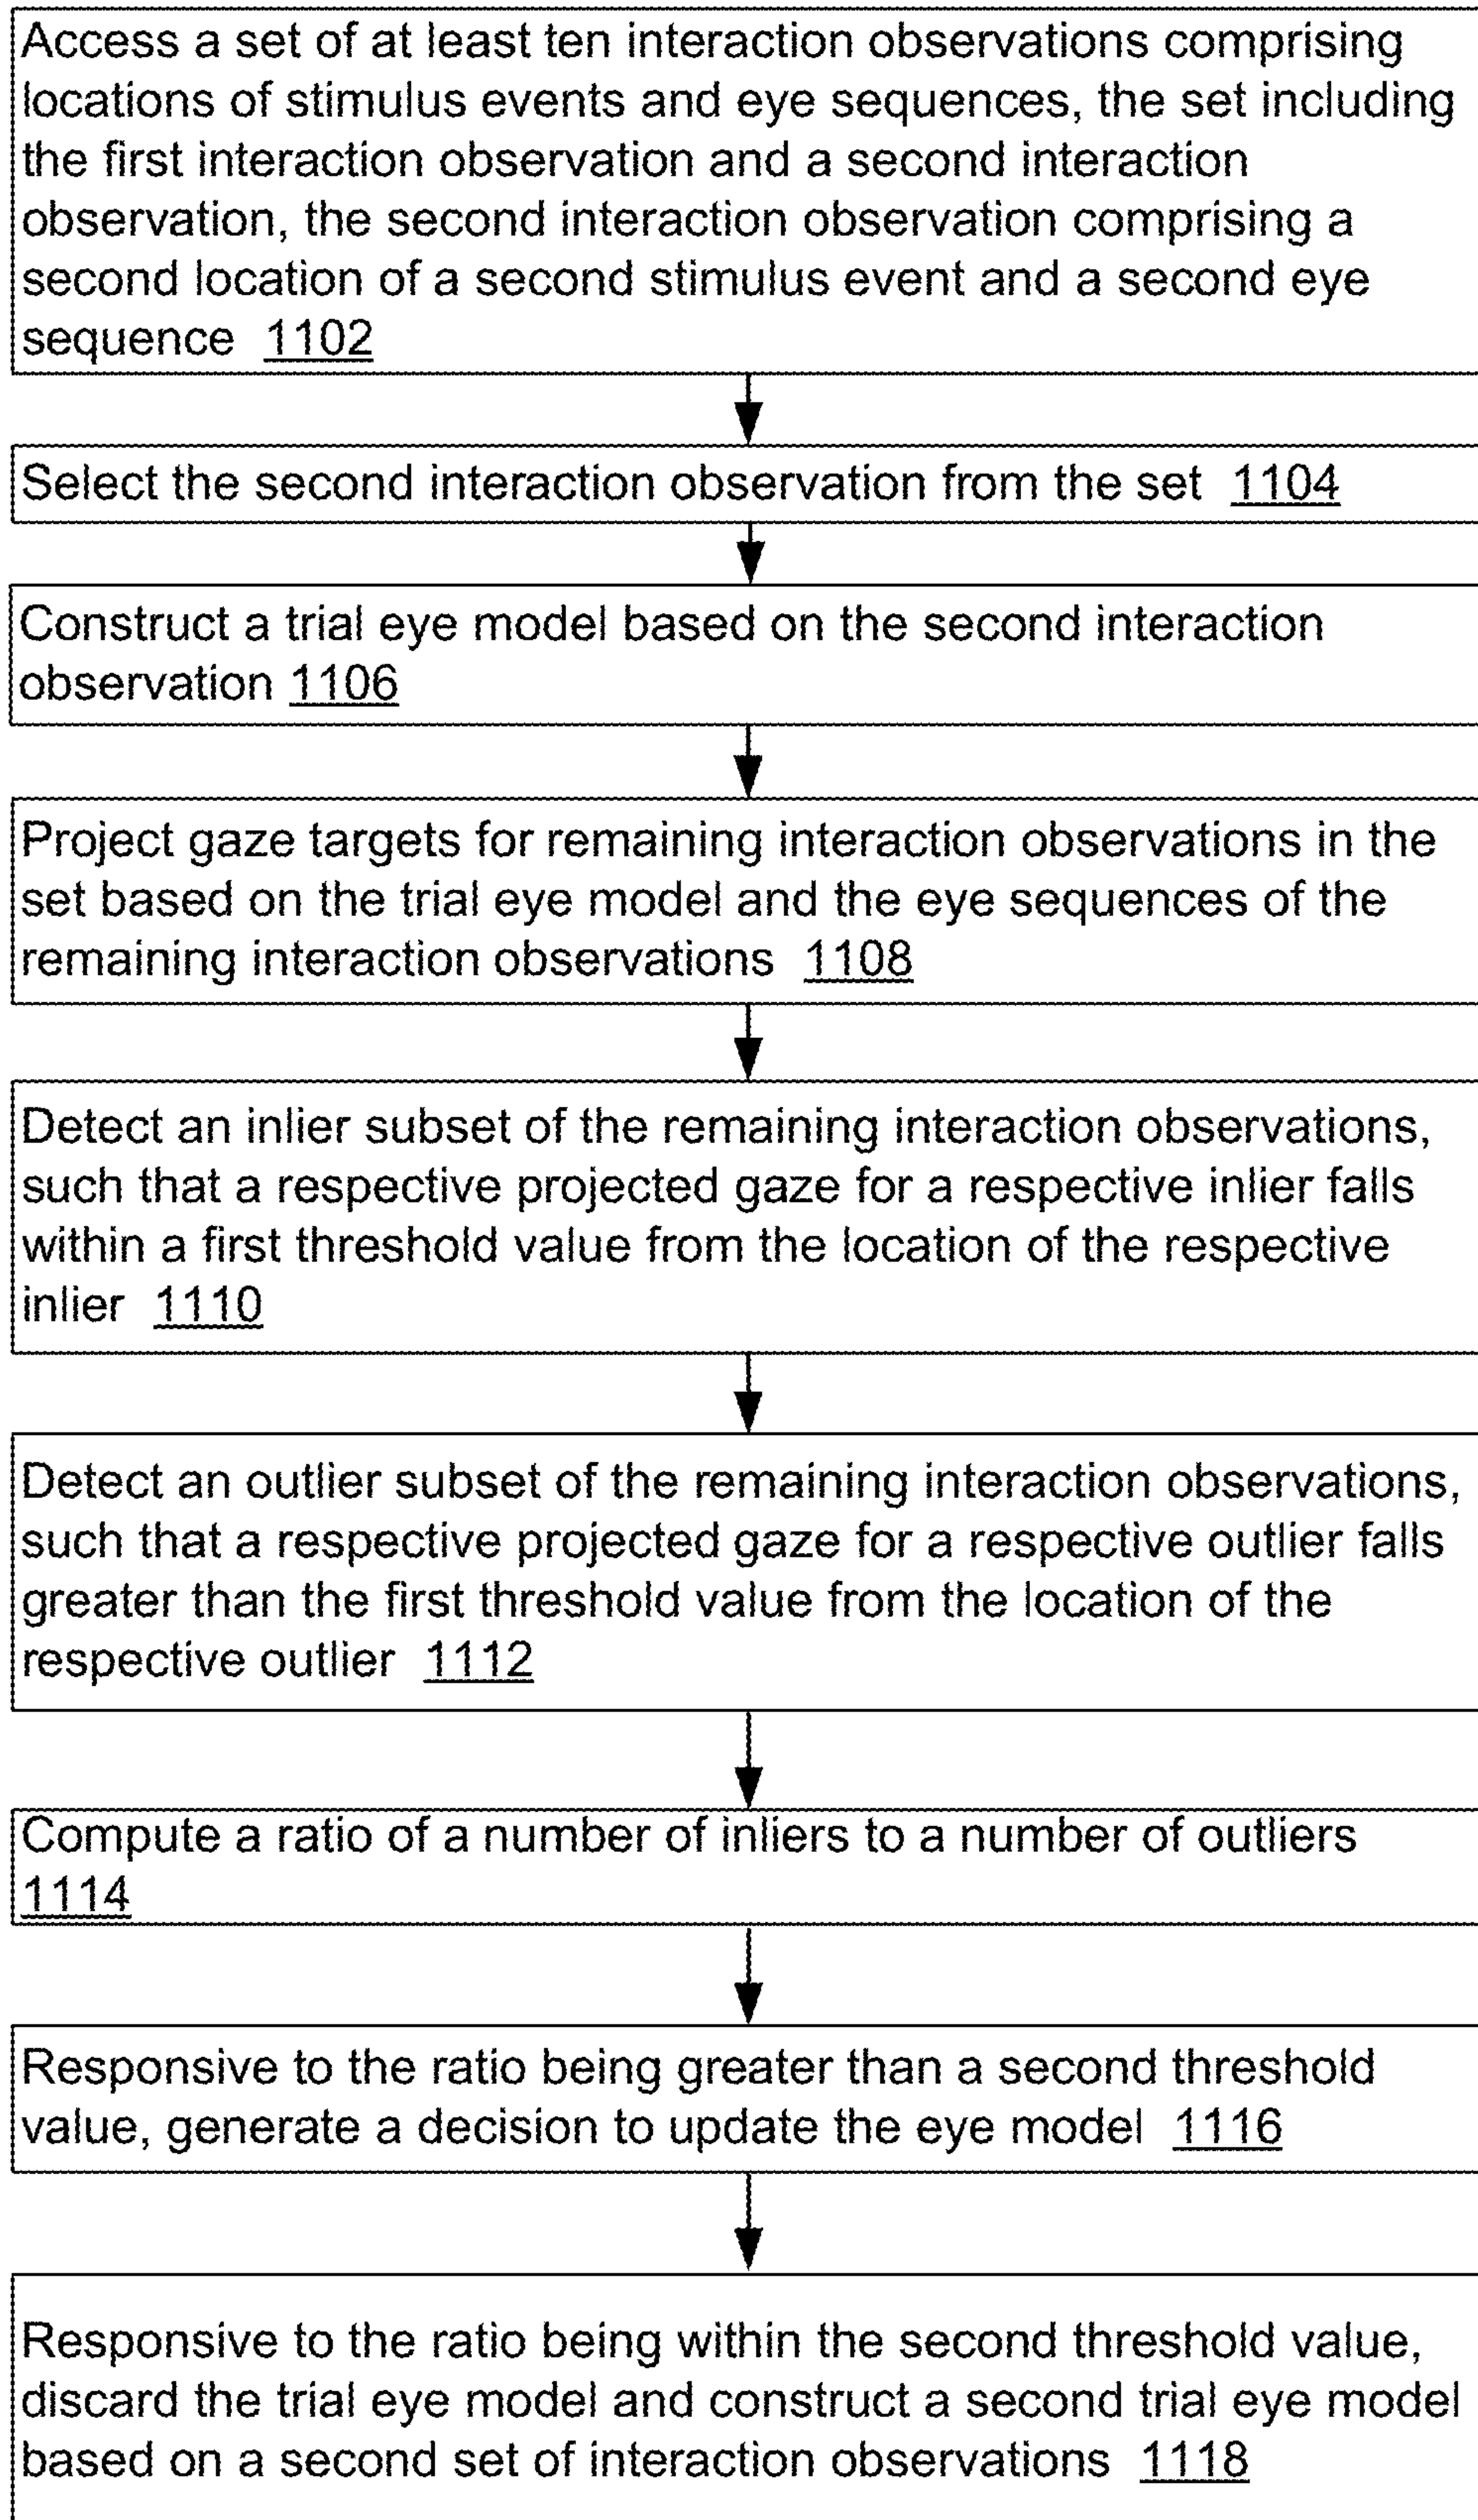 Access a set of at least ten interaction observations comprising
locations of stimulus events and eye sequences, the set including
the first interaction observation and a second interaction
observation, the second interaction observation comprising a
second location of a second stimulus event and a second eye
sequence 1102
Select the second interaction observation from the set 1104
Construct a trial eye model based on the second interaction
observation 1106
Project gaze targets for remaining interaction observations in the
set based on the trial eye model and the eye sequences of the
remaining interaction observations 1108
Detect an inlier subset of the remaining interaction observations,
such that a respective projected gaze for a respective inlier falls
within a first threshold value from the location of the respective
inlier 1110
Detect an outlier subset of the remaining interaction observations,
such that a respective projected gaze for a respective outlier falls
greater than the first threshold value from the location of the
respective outlier 1112
Compute a ratio of a number of inliers to a number of outliers
1114
Responsive to the ratio being greater than a second threshold
value, generate a decision to update the eye model 1116
Responsive to the ratio being within the second threshold value,
discard the trial eye model and construct a second trial eye model
based on a second set of interaction observations 1118